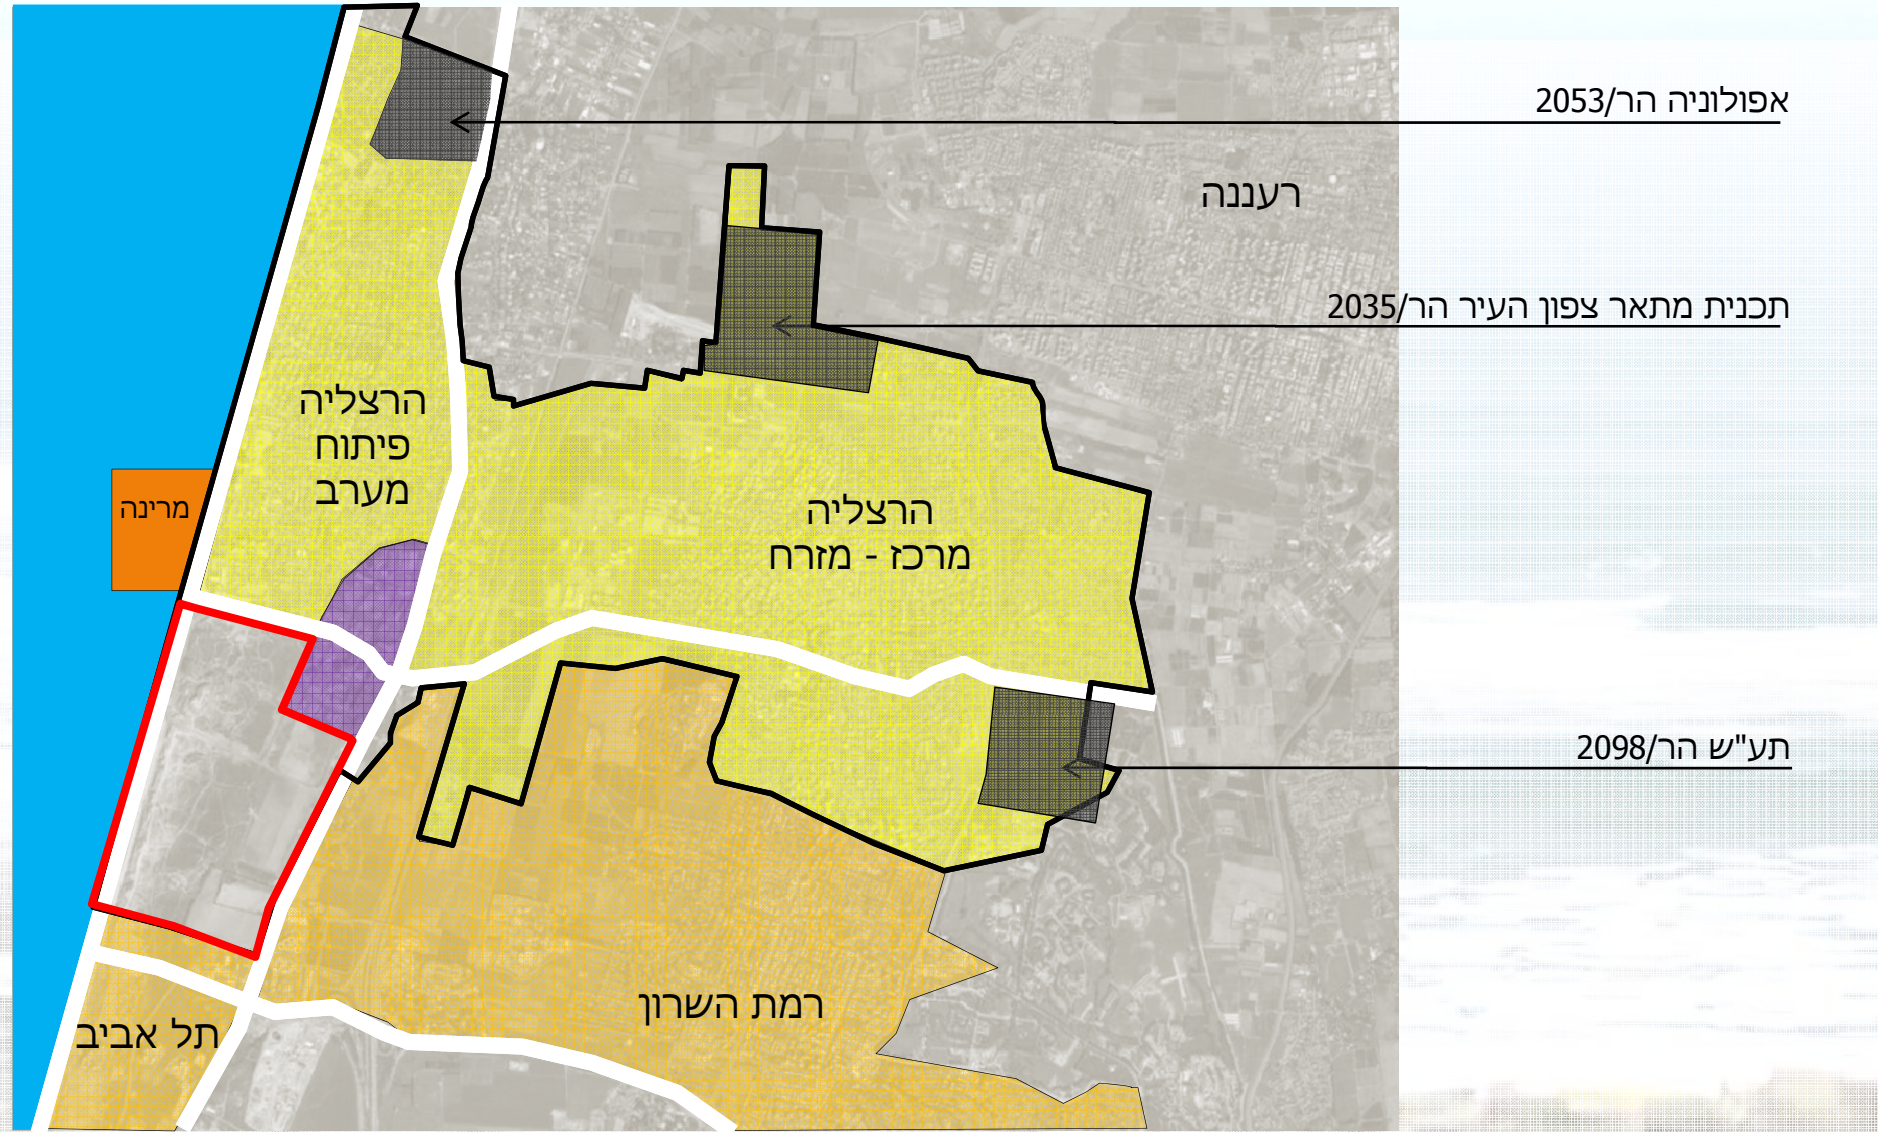 אפולוניה הר/2053
רעננה
תכנית מתאר צפון העיר הר/2035
הרצליה
פיתוח
מערב
מרינה
הרצליה
מרכז - מזרח
תע"ש הר/2098
רמת השרון
תל אביב